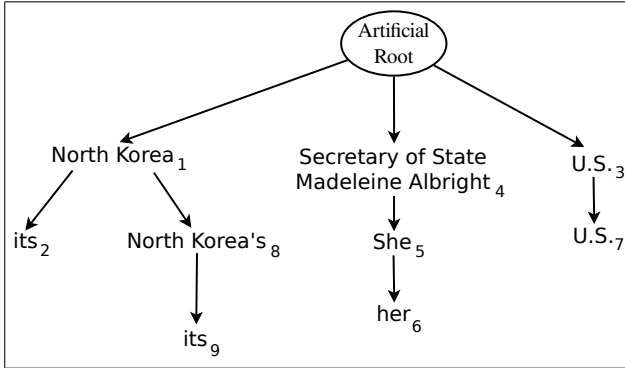 Artificial
Root
North Korea1
Secretary of State
Madeleine Albright4
U.S.3
its2
North Korea's8
She5
U.S.7
her6
its9